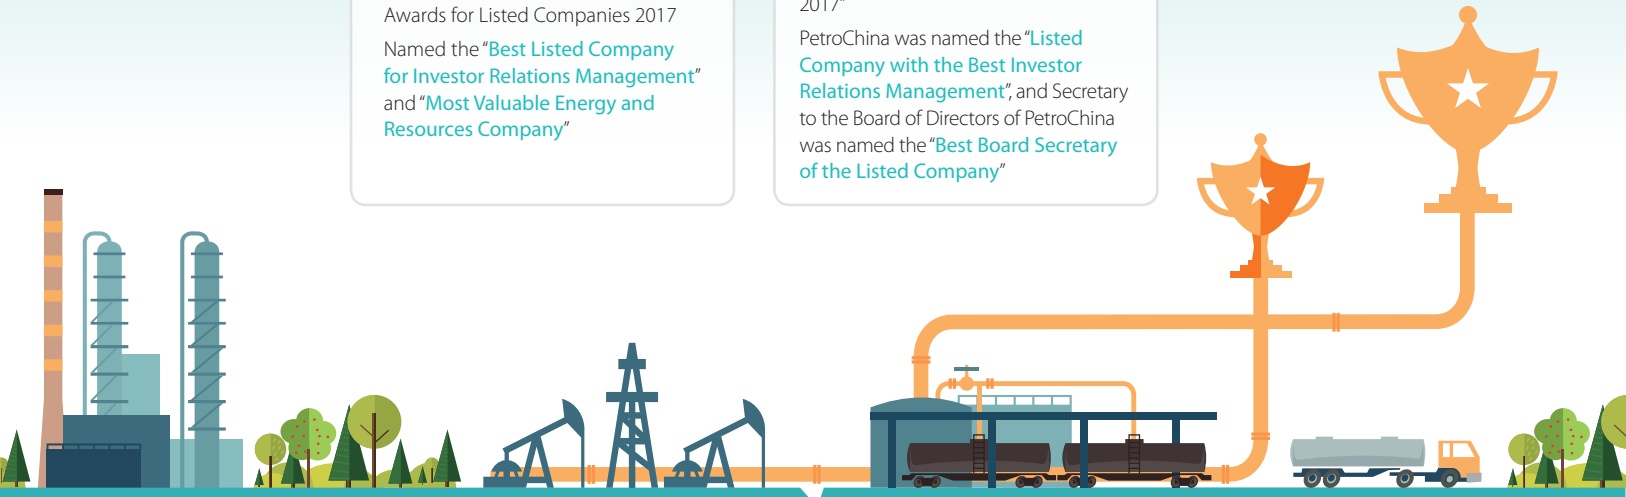 Awards for Listed Companies 2017
Named the “Best Listed Company
for Investor Relations Management”
and “Most Valuable Energy and
Resources Company”
2017”
PetroChina was named the “Listed
Company with the Best Investor
Relations Management”, and Secretary
to the Board of Directors of PetroChina
was named the “Best Board Secretary
of the Listed Company”